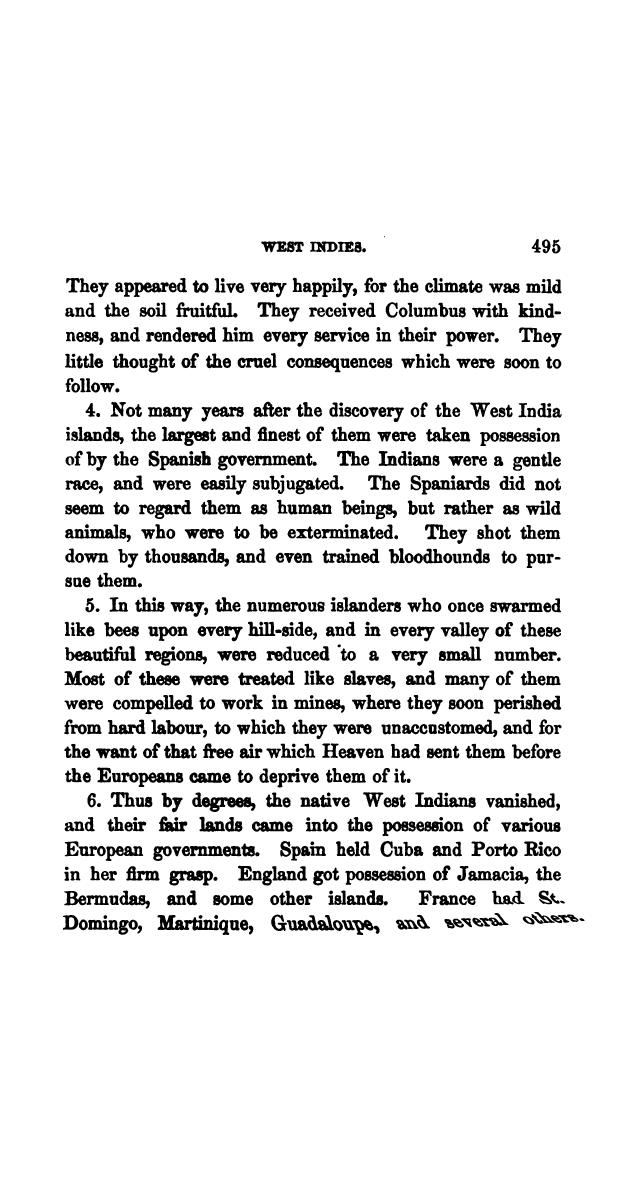 WEST INDIES. 495
They appeared to live very happily, for the climate was mild
and the soil fruitful. They received Columbus with kind-
ness, and rendered him every service in their power. They
little thought of the cruel consequences which were soon to
follow.
4. Not many years after the discovery of the West India
islands, the largest and finest of them were taken possession
of by the Spanish government. The Indians were a gentle
race, and were easily subjugated. The Spaniards did not
seem to regard them as human beings, but rather as wild
animals, who were to be exterminated. They shot them
down by thousands, and even trained bloodhounds to pur-
sue them.
5. In this way, the numerous islanders who once swarmed
like bees upon every hill-side, and in every valley of these
beautiful regions, were reduced to a very small number.
Most of these were treated like slaves, and many of them
were compelled to work in mines, where they soon perished
from hard labour, to which they were unaccustomed, and for
the want of that free air which Heaven had sent them before
the Europeans came to deprive them of it.
6. Thus by degrees, the native West Indians vanished,
and their fair lands came into the possession of various
European governments. Spain held Cuba and Porto Rico
in her firm grasp. England got possession of Jamacia, the
Bermudas, and some other islands. France had St.
Domingo, Martinique, Guadaloupe, and several others.